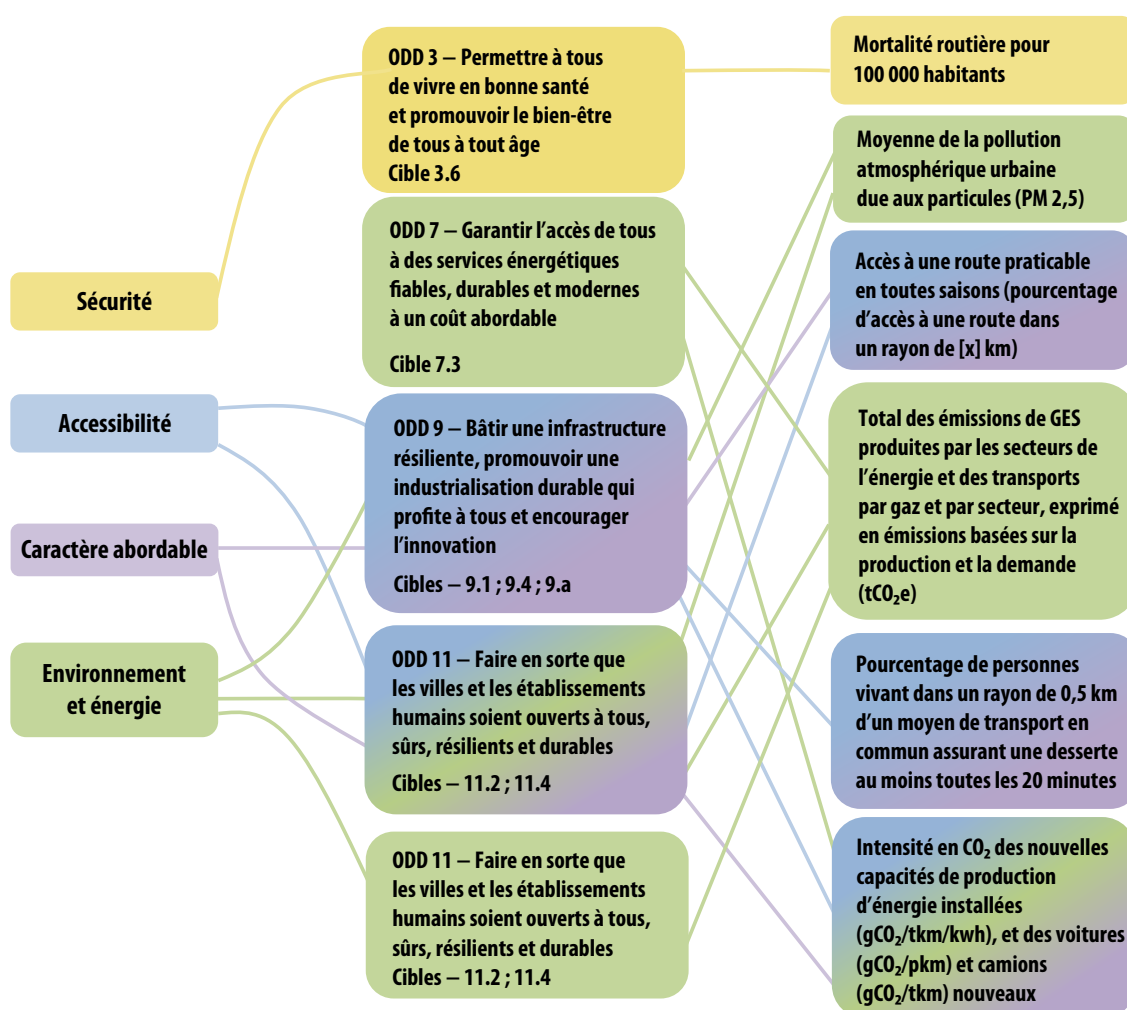 Sécurité
Accessibilité
Caractère abordable
Environnement
et énergie
ODD 3 – Permettre à tous
de vivre en bonne santé
et promouvoir le bien-être
de tous à tout âge
Cible 3.6
ODD 7 – Garantir l’accès de tous
à des services énergétiques
fiables, durables et modernes
à un coût abordable
Cible 7.3
ODD 9 – Bâtir une infrastructure
résiliente, promouvoir une
industrialisation durable qui
profite à tous et encourager
l’innovation
Cibles – 9.1 ; 9.4 ; 9.a
ODD 11 – Faire en sorte que
les villes et les établissements
humains soient ouverts à tous,
sûrs, résilients et durables
Cibles – 11.2 ; 11.4
ODD 11 – Faire en sorte que
les villes et les établissements
humains soient ouverts à tous,
sûrs, résilients et durables
Cibles – 11.2 ; 11.4
Mortalité routière pour
100 000 habitants
Moyenne de la pollution
atmosphérique urbaine
due aux particules (PM 2,5)
Accès à une route praticable
en toutes saisons (pourcentage
d’accès à une route dans
un rayon de [x] km)
Total des émissions de GES
produites par les secteurs de
l’énergie et des transports
par gaz et par secteur, exprimé
en émissions basées sur la
production et la demande
(tCO₂e)
Pourcentage de personnes
vivant dans un rayon de 0,5 km
d’un moyen de transport en
commun assurant une desserte
au moins toutes les 20 minutes
Intensité en CO₂ des nouvelles
capacités de production
d’énergie installées
(gCO₂/tkm/kwh), et des voitures
(gCO₂/pkm) et camions
(gCO₂/tkm) nouveaux